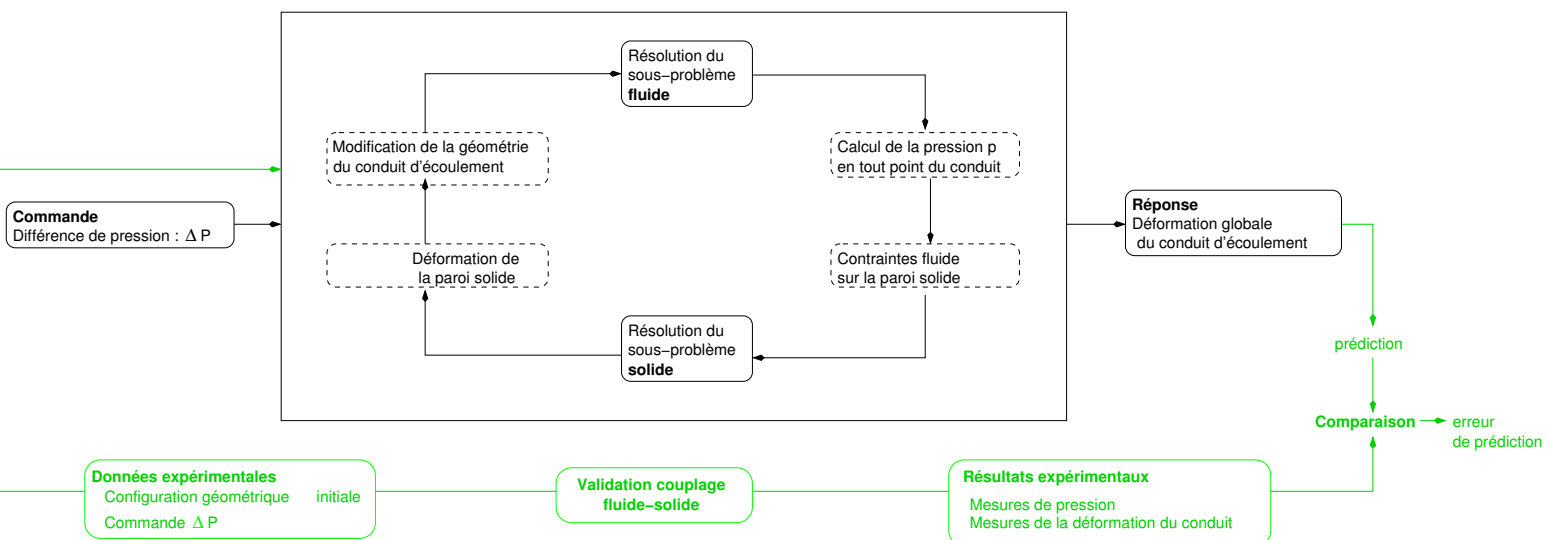 Résolution du
sous−problème
fluide
Modification de la géométrie
du conduit d'écoulement
Calcul de la pression p
en tout point du conduit
Commande
Différence de pression : Δ P
Réponse
Déformation globale
du conduit d'écoulement
Déformation de
la paroi solide
Contraintes fluide
sur la paroi solide
Résolution du
sous−problème
solide
prédiction
Comparaison
erreur
de prédiction
Données expérimentales
Configuration géométrique initiale
Commande Δ P
Validation couplage
fluide−solide
Résultats expérimentaux
Mesures de pression
Mesures de la déformation du conduit